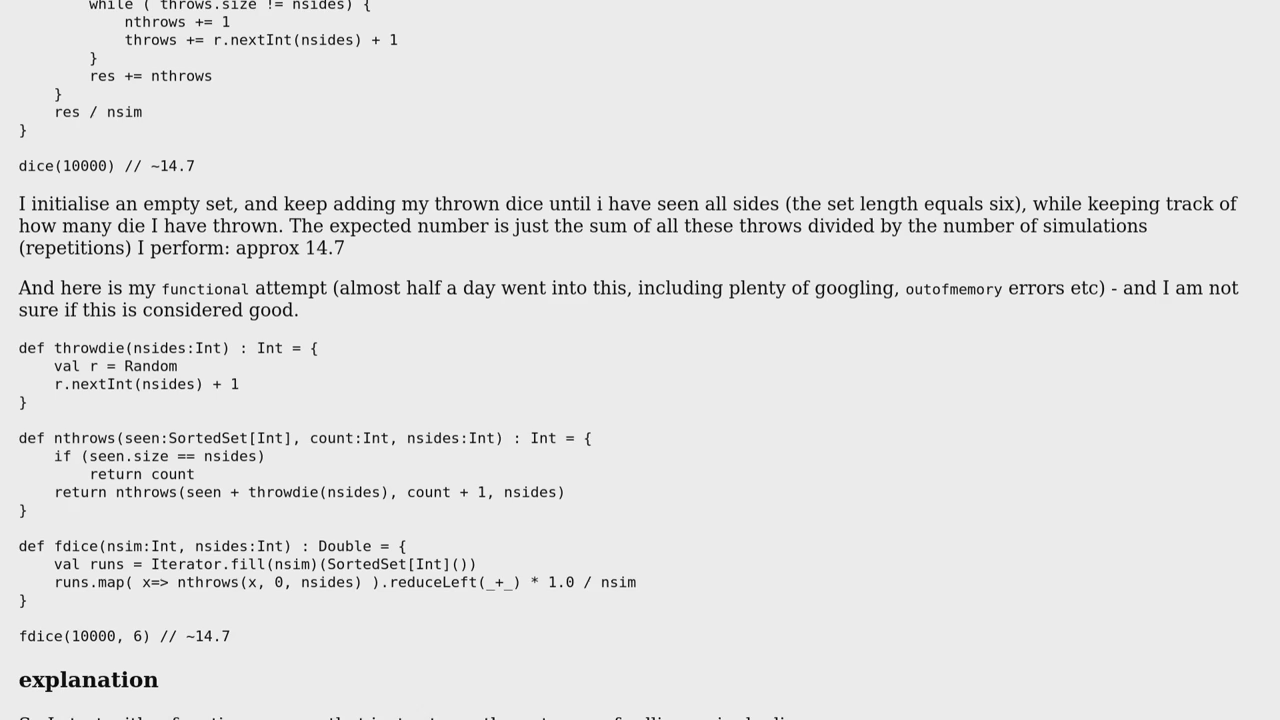 while ( throws.size != nsides) {
nthrows += 1
throws += r.nextInt(nsides) + 1
}
res += nthrows
}
res / nsim
}
dice(10000) // ~14.7
I initialise an empty set, and keep adding my thrown dice until i have seen all sides (the set length equals six), while keeping track of
how many die I have thrown. The expected number is just the sum of all these throws divided by the number of simulations
(repetitions) I perform: approx 14.7
And here is my functional attempt (almost half a day went into this, including plenty of googling, outofmemory errors etc) - and I am not
sure if this is considered good.
def throwdie(nsides:Int) : Int = {
val r = Random
r.nextInt(nsides) + 1
}
def nthrows(seen:SortedSet[Int], count:Int, nsides:Int) : Int = {
if (seen.size == nsides)
return count
return nthrows(seen + throwdie(nsides), count + 1, nsides)
}
def fdice(nsim:Int, nsides:Int) : Double = {
val runs = Iterator.fill(nsim)(SortedSet[Int]())
runs.map( x=> nthrows(x, 0, nsides) ).reduceLeft(_+_) * 1.0 / nsim
}
fdice(10000, 6) // ~14.7
explanation